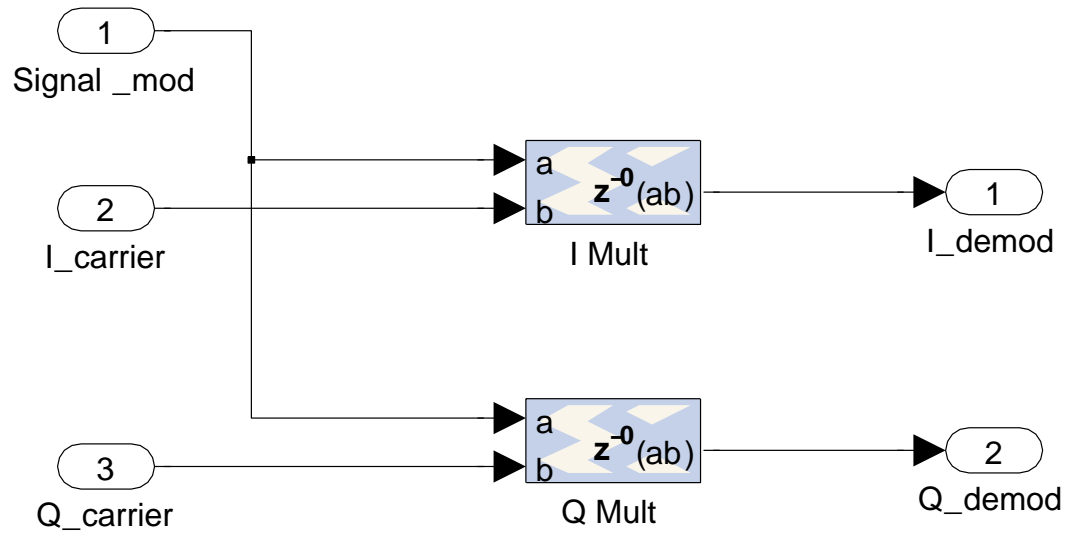 1
Signal _mod
2
I_carrier
a
b
z⁻⁰(ab)
I Mult
1
I_demod
3
Q_carrier
a
b
z⁻⁰(ab)
Q Mult
2
Q_demod